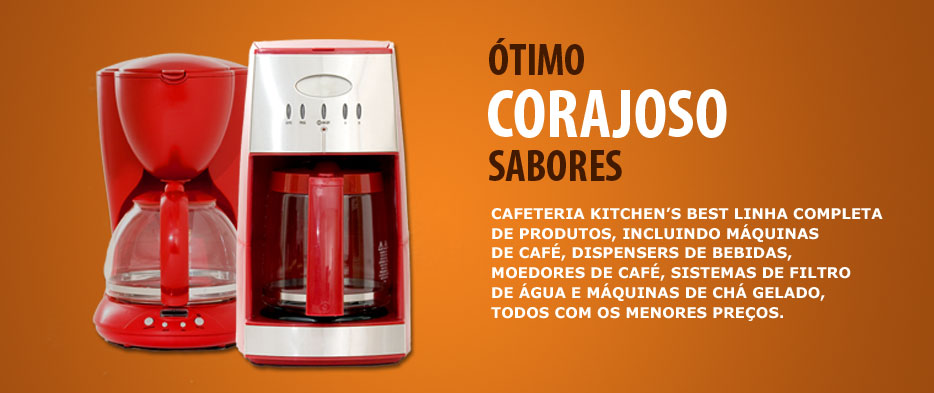 ÓTIMO
CORAJOSO
SABORES
CAFETERIA KITCHEN’S BEST LINHA COMPLETA
DE PRODUTOS, INCLUINDO MÁQUINAS
DE CAFÉ, DISPENSERS DE BEBIDAS,
MOEDORES DE CAFÉ, SISTEMAS DE FILTRO
DE ÁGUA E MÁQUINAS DE CHÁ GELADO,
TODOS COM OS MENORES PREÇOS.